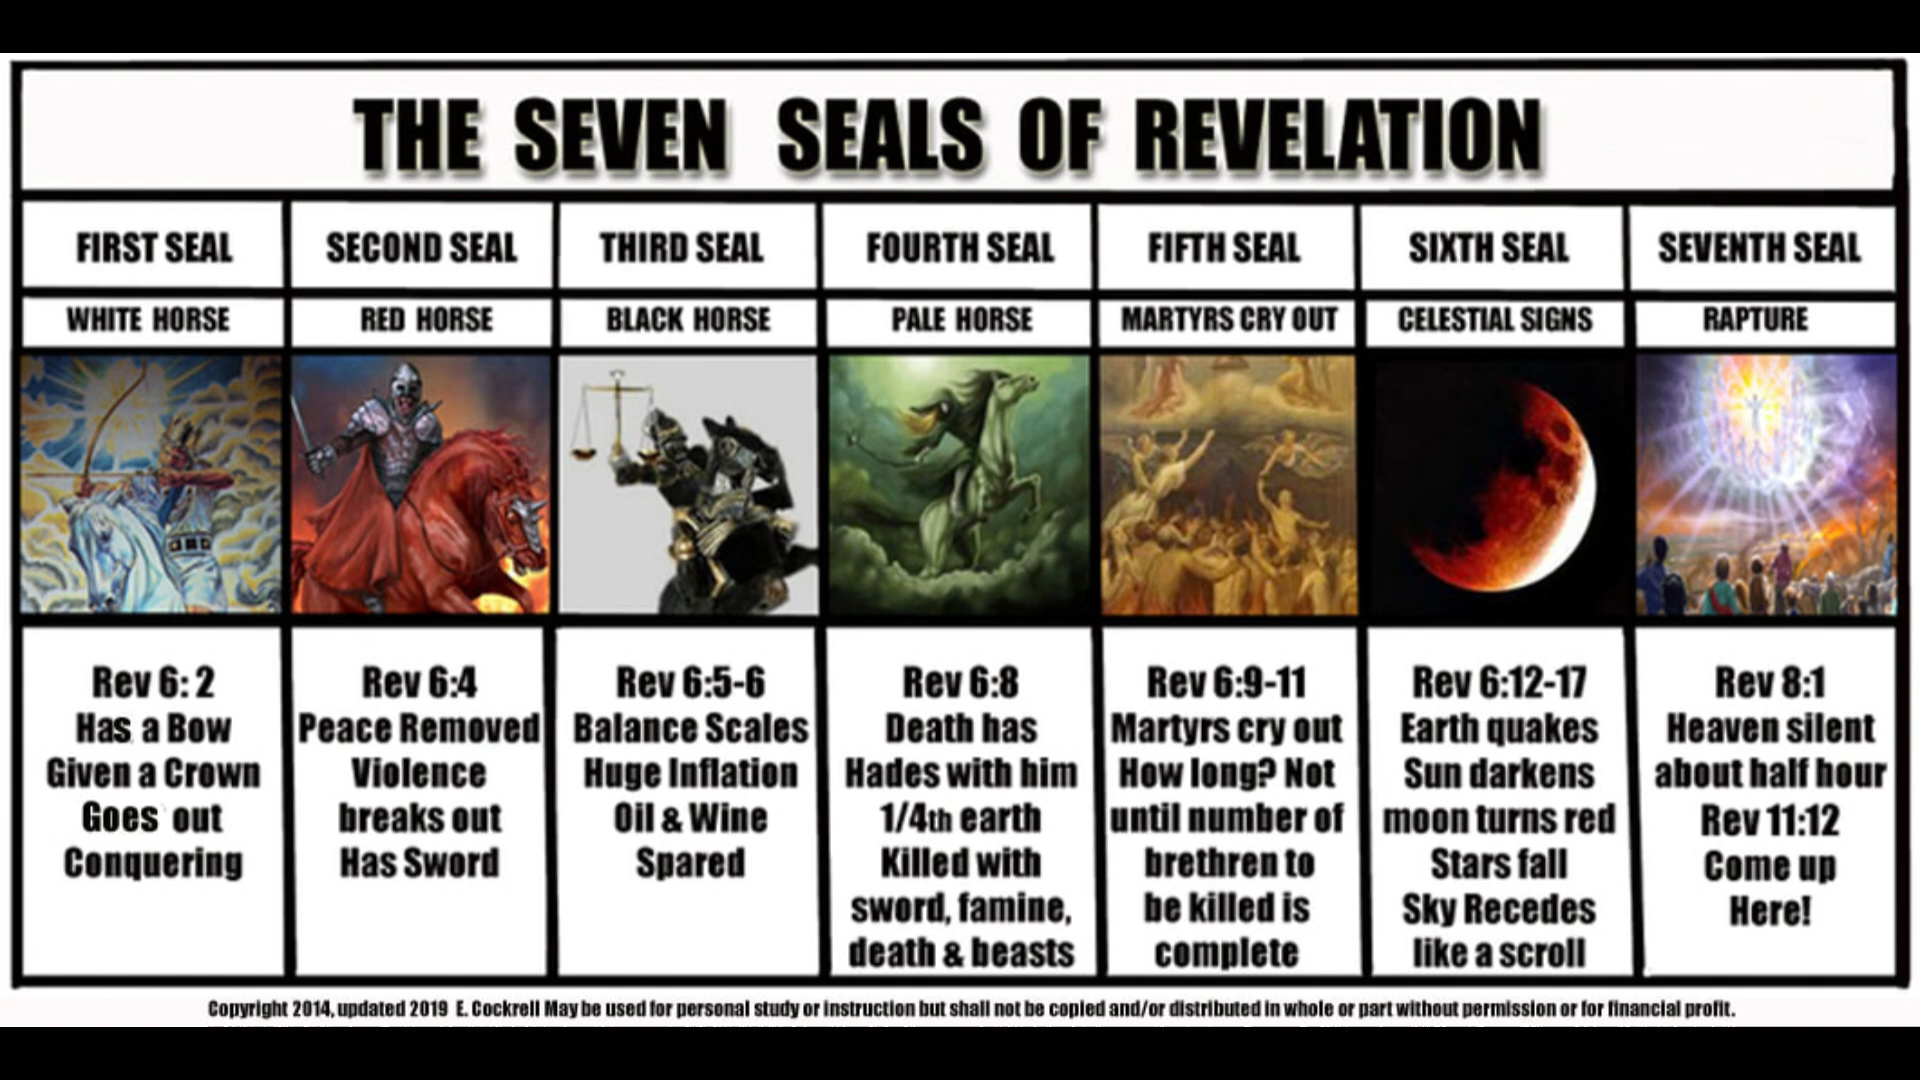 THE SEVEN SEALS OF REVELATION
FIRST SEAL
SECOND SEAL
THIRD SEAL
FOURTH SEAL
FIFTH SEAL
SIXTH SEAL
SEVENTH SEAL
WHITE HORSE
RED HORSE
BLACK HORSE
PALE HORSE
MARTYRS CRY OUT
CELESTIAL SIGNS
RAPTURE
Rev 6: 2
Has a Bow
Given a Crown
Goes out
Conquering
Rev 6:4
Peace Removed
Violence
breaks out
Has Sword
Rev 6:5-6
Balance Scales
Huge Inflation
Oil & Wine
Spared
Rev 6:8
Death has
Hades with him
1/4th earth
Killed with
sword, famine,
death & beasts
Rev 6:9-11
Martyrs cry out
How long? Not
until number of
brethren to
be killed is
complete
Rev 6:12-17
Earth quakes
Sun darkens
moon turns red
Stars fall
Sky Recedes
like a scroll
Rev 8:1
Heaven silent
about half hour
Rev 11:12
Come up
Here!
Copyright 2014, updated 2019 E. Cockrell May be used for personal study or instruction but shall not be copied and/or distributed in whole or part without permission or for financial profit.